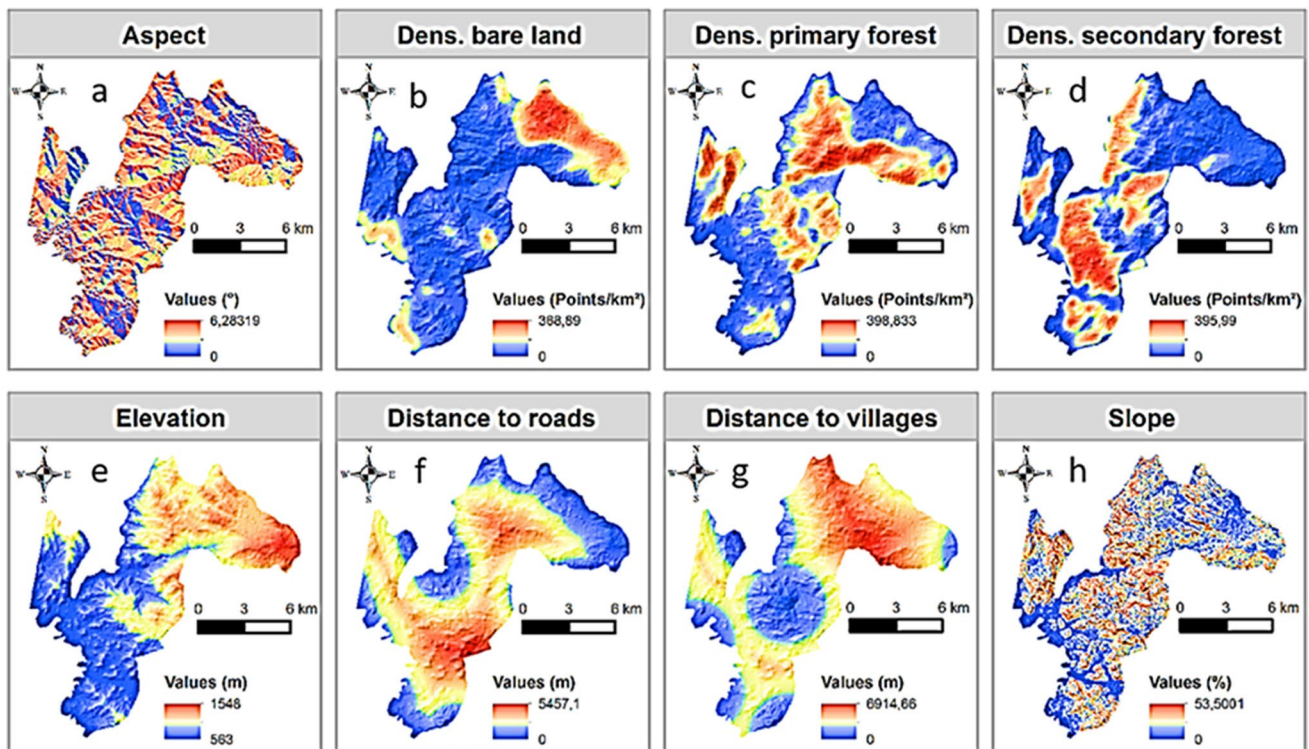 Aspect
N
W E
S
a
0 3 6 km
Values (º)
6,28319
0
Dens. bare land
N
W E
S
b
0 3 6 km
Values (Points/km²)
388,89
0
Dens. primary forest
N
W E
S
c
0 3 6 km
Values (Points/km²)
398,833
0
Dens. secondary forest
N
W E
S
d
0 3 6 km
Values (Points/km²)
395,99
0
Elevation
N
W E
S
e
0 3 6 km
Values (m)
1548
563
Distance to roads
N
W E
S
f
0 3 6 km
Values (m)
5457,1
0
Distance to villages
N
W
S
g
0 3 6 km
Values (m)
6914,66
0
Slope
N
W E
S
h
0 3 6 km
Values (%)
53,5001
0